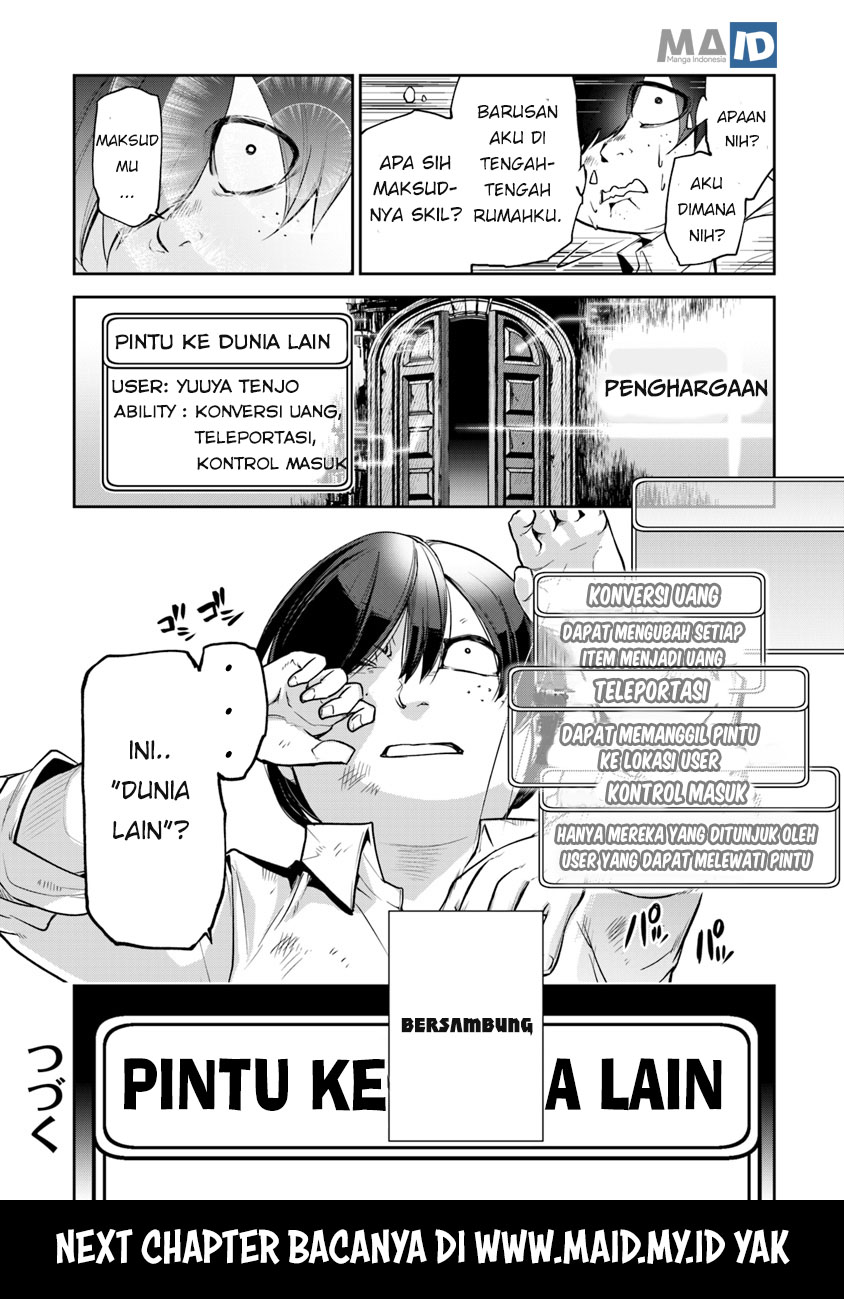 MAID
Manga Indonesia
APAAN
NIH?
AKU
DIMANA
NIH?
BARUSAN
AKU DI
TENGAH-
TENGAH
RUMAHKU.
APA SIH
MAKSUD-
NYA SKIL?
MAKSUD
MU
...
PENGHARGAAN
PINTU KE DUNIA LAIN
USER: YUUYA TENJO
ABILITY : KONVERSI UANG,
TELEPORTASI,
KONTROL MASUK
KONVERSI UANG
DAPAT MENGUBAH SETIAP
ITEM MENJADI UANG
TELEPORTASI
DAPAT MEMANGGIL PINTU
KE LOKASI USER
KONTROL MASUK
HANYA MEREKA YANG DITUNJUK OLEH
USER YANG DAPAT MELEWATI PINTU
ゴシ ゴシ
...
INI..
"DUNIA
LAIN"?
パパ パパ
BERSAMBUNG
PINTU KE A LAIN
つづく
NEXT CHAPTER BACANYA DI WWW.MAID.MY.ID YAK